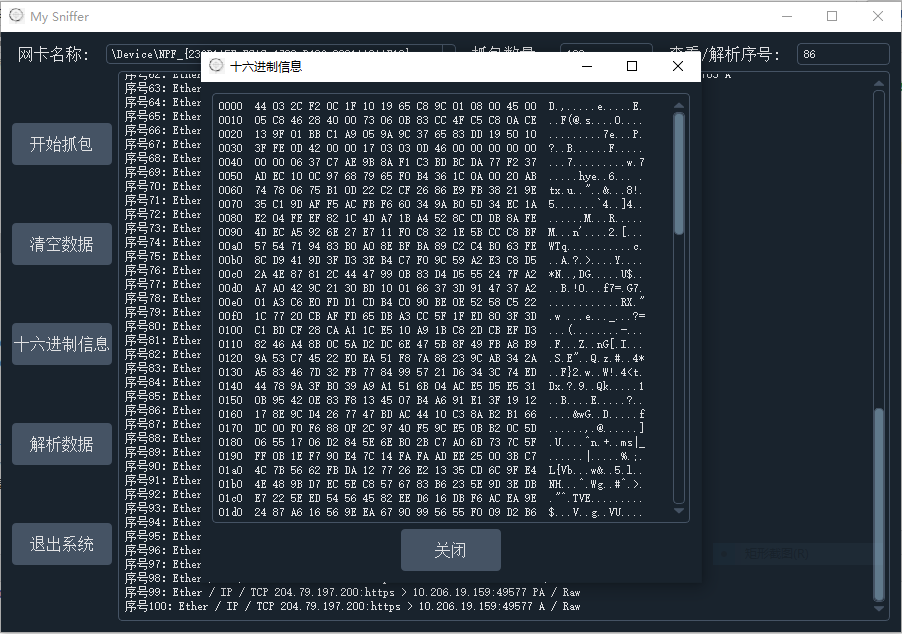 My Sniffer
网卡名称:
查看/解析序号:
86
十六进制信息
开始抓包
清空数据
十六进制信息
解析数据
退出系统
序号63: Ether
序号64: Ether
序号65: Ether
序号66: Ether
序号67: Ether
序号68: Ether
序号69: Ether
序号70: Ether
序号71: Ether
序号72: Ether
序号73: Ether
序号74: Ether
序号75: Ether
序号76: Ether
序号77: Ether
序号78: Ether
序号79: Ether
序号80: Ether
序号81: Ether
序号82: Ether
序号83: Ether
序号84: Ether
序号85: Ether
序号86: Ether
序号87: Ether
序号88: Ether
序号89: Ether
序号90: Ether
序号91: Ether
序号92: Ether
序号93: Ether
序号94: Ether
序号95: Ether
序号96: Ether
序号97: Ether
序号98: Ether
序号99: Ether / IP / TCP 204.79.197.200:https > 10.206.19.159:49577 PA / Raw
序号100: Ether / IP / TCP 204.79.197.200:https > 10.206.19.159:49577 A / Raw
0000 44 03 2C F2 0C 1F 10 19 65 C8 9C 01 08 00 45 00 D.,.....e.....E.
0010 05 C8 46 28 40 00 73 06 0B 83 CC 4F C5 C8 0A CE ..F(@.s....O....
0020 13 9F 01 BB C1 A9 05 9A 9C 37 65 83 DD 19 50 10 .........7e...P.
0030 3F FE 0D 42 00 00 17 03 03 0D 46 00 00 00 00 00 ?..B......F.....
0040 00 00 06 37 C7 AE 9B 8A F1 C3 BD BC DA 77 F2 37 ...7.........w.7
0050 AD EC 10 0C 97 68 79 65 F0 B4 36 1C 0A 00 20 AB .....hye..6... .
0060 74 78 06 75 B1 0D 22 C2 CF 26 86 E9 FB 38 21 9E tx.u.."..&...8!.
0070 35 C1 9D AF F5 AC FB F6 60 34 9A B0 5D 34 EC 1A 5.......`4..]4..
0080 E2 04 FE EF 82 1C 4D A7 1B A4 52 8C CD DB 8A FE ......M...R.....
0090 4D EC A5 92 6E 27 E7 11 F0 C8 32 1E 5B CC C8 BF M...n'....2.[...
00a0 57 54 71 94 83 B0 A0 8E BF BA 89 C2 C4 B0 63 FE WTq...........c.
00b0 8C D9 41 9D 3F D3 3E B4 C7 F0 9C 59 A2 E3 C8 D5 ..A.?.>....Y....
00c0 2A 4E 87 81 2C 44 47 99 0B 83 D4 D5 55 24 7F A2 *N..,DG.....U$..
00d0 A7 A0 42 9C 21 30 BD 10 01 66 37 3D 91 47 37 A2 ..B.!0...f7=.G7.
00e0 01 A3 C6 E0 FD D1 CD B4 C0 90 BE 0E 52 58 C5 22 ............RX."
00f0 1C 77 20 CB AF FD 65 DB A3 CC 5F 1F ED 80 3F 3D .w ...e..._...?=
0100 C1 BD CF 28 CA A1 1C E5 10 A9 1B C8 2D CB EF D3 ...(........-...
0110 82 46 A4 8B 0C 5A D2 DC 6E 47 5B 8F 49 FB A8 B9 .F...Z..nG[.I...
0120 9A 53 C7 45 22 E0 EA 51 F8 7A 88 23 9C AB 34 2A .S.E"..Q.z.#..4*
0130 A5 83 46 7D 32 FB 77 84 99 57 21 D6 34 3C 74 ED ..F}2.w..W!.4<t.
0140 44 78 9A 3F B0 39 A9 A1 51 6B 04 AC E5 D5 E5 31 Dx.?.9..Qk.....1
0150 0B 95 42 0E 83 F8 13 45 07 B4 A6 91 E1 3F 19 12 ..B....E.....?..
0160 17 8E 9C D4 26 77 47 BD AC 44 10 C3 8A B2 B1 66 ....&wG..D.....f
0170 DC 00 F0 F6 88 0F 2C 97 40 F5 9C E5 0B B2 0C 5D ......,.@......]
0180 06 55 17 06 D2 84 5E 6E B0 2B C7 A0 6D 73 7C 5F .U....^n.+..ms|_
0190 FF 0B 1E F7 90 E4 7C 14 FA FA AD EE 25 00 3B C7 ......|.....%.;.
01a0 4C 7B 56 62 FB DA 12 77 26 E2 13 35 CD 6C 9F E4 L{Vb...w&..5.l..
01b0 4E 48 9B D7 EC 5E C8 57 67 83 B6 23 5E 9D 3E DB NH...^.Wg..#^.>.
01c0 E7 22 5E ED 54 56 45 82 EE D6 16 DB F6 AC EA 9E ."^.TVE.........
01d0 24 87 A6 16 56 9E EA 67 90 99 56 55 F0 09 D2 B6 $...V..g..VU....
关闭